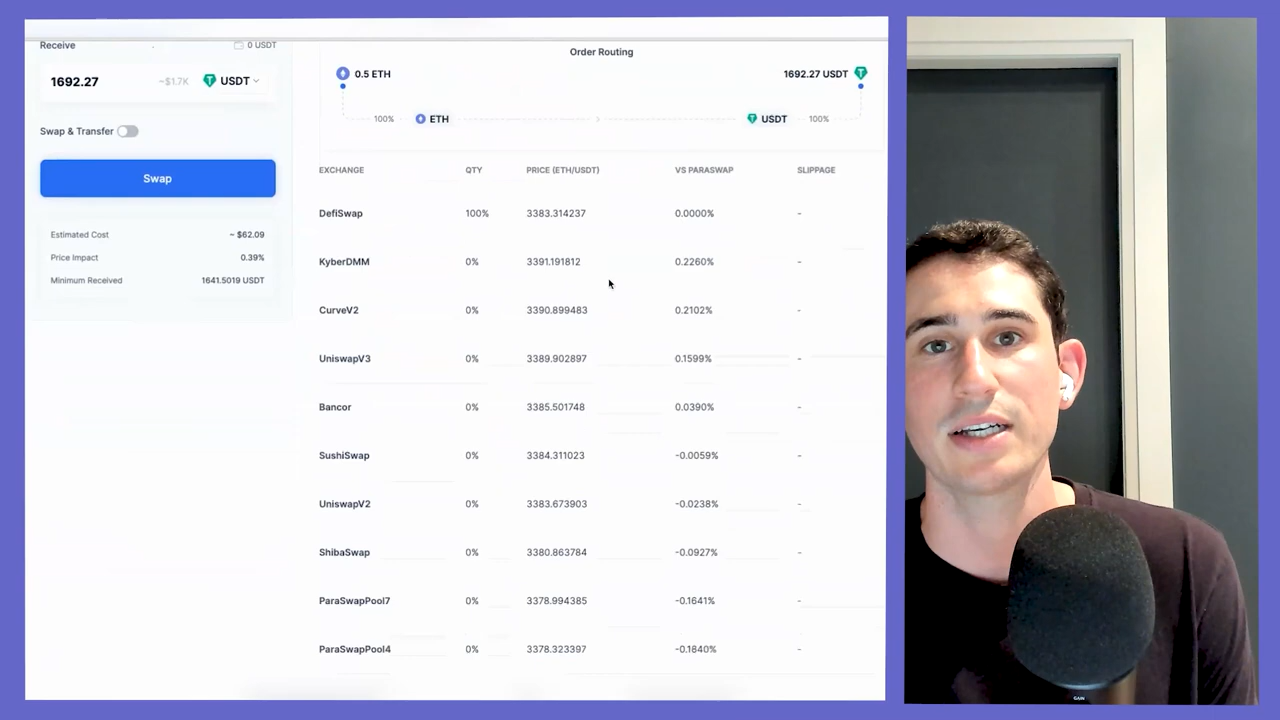 Receive
0 USDT
1692.27 ~$1.7K USDT
Swap & Transfer
Swap
Estimated Cost ~ $62.09
Price Impact 0.39%
Minimum Received 1641.5019 USDT
Order Routing
0.5 ETH 1692.27 USDT
100% ETH USDT 100%
EXCHANGE QTY PRICE (ETH/USDT) VS PARASWAP SLIPPAGE
DefiSwap 100% 3383.314237 0.0000% -
KyberDMM 0% 3391.191812 0.2260% -
CurveV2 0% 3390.899483 0.2102% -
UniswapV3 0% 3389.902897 0.1599% -
Bancor 0% 3385.501748 0.0390% -
SushiSwap 0% 3384.311023 -0.0059% -
UniswapV2 0% 3383.673903 -0.0238% -
ShibaSwap 0% 3380.863784 -0.0927% -
ParaSwapPool7 0% 3378.994385 -0.1641% -
ParaSwapPool4 0% 3378.323397 -0.1840% -
GAIN